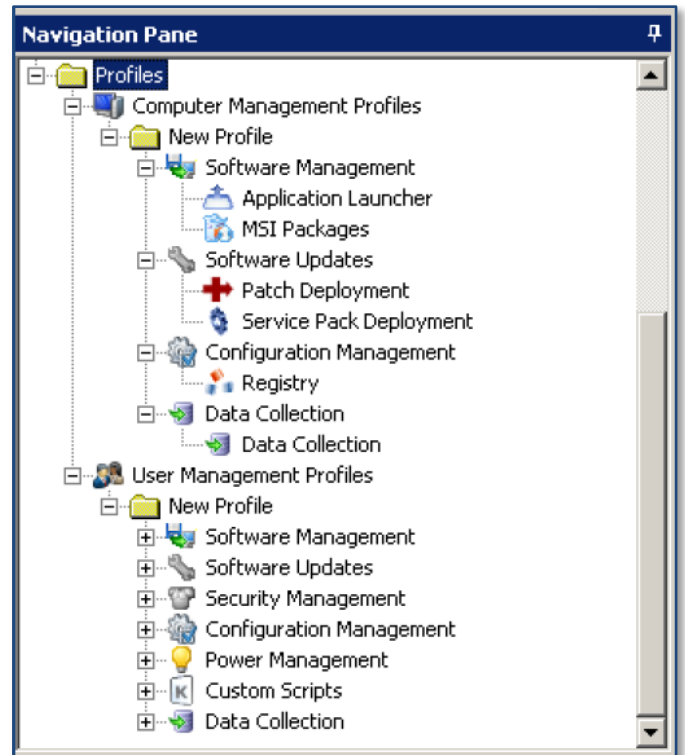 Navigation Pane
Profiles
Computer Management Profiles
New Profile
Software Management
Application Launcher
MSI Packages
Software Updates
Patch Deployment
Service Pack Deployment
Configuration Management
Registry
Data Collection
Data Collection
User Management Profiles
New Profile
Software Management
Software Updates
Security Management
Configuration Management
Power Management
K Custom Scripts
Data Collection